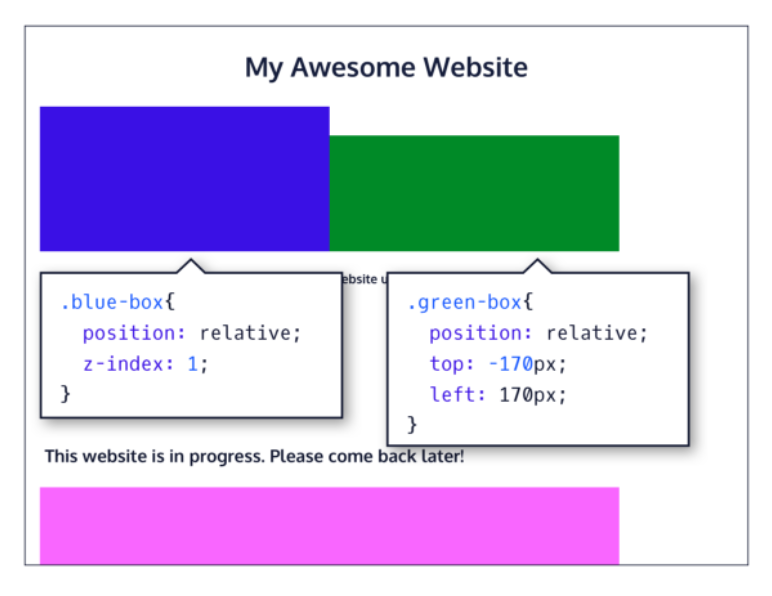 My Awesome Website
ebsite u
.blue-box{
position: relative;
z-index: 1;
}
.green-box{
position: relative;
top: -170px;
left: 170px;
}
This website is in progress. Please come back later!